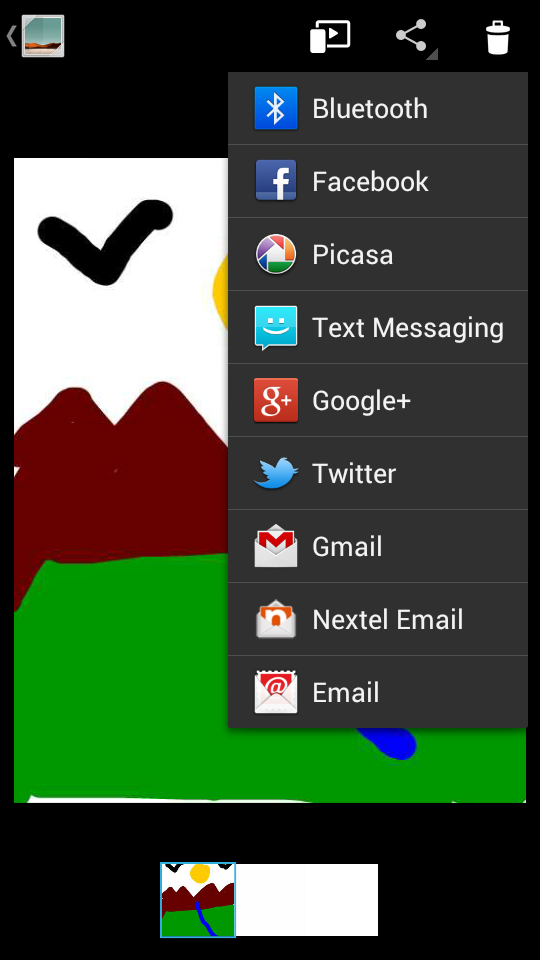 Bluetooth
Facebook
Picasa
Text Messaging
Google+
Twitter
Gmail
Nextel Email
Email